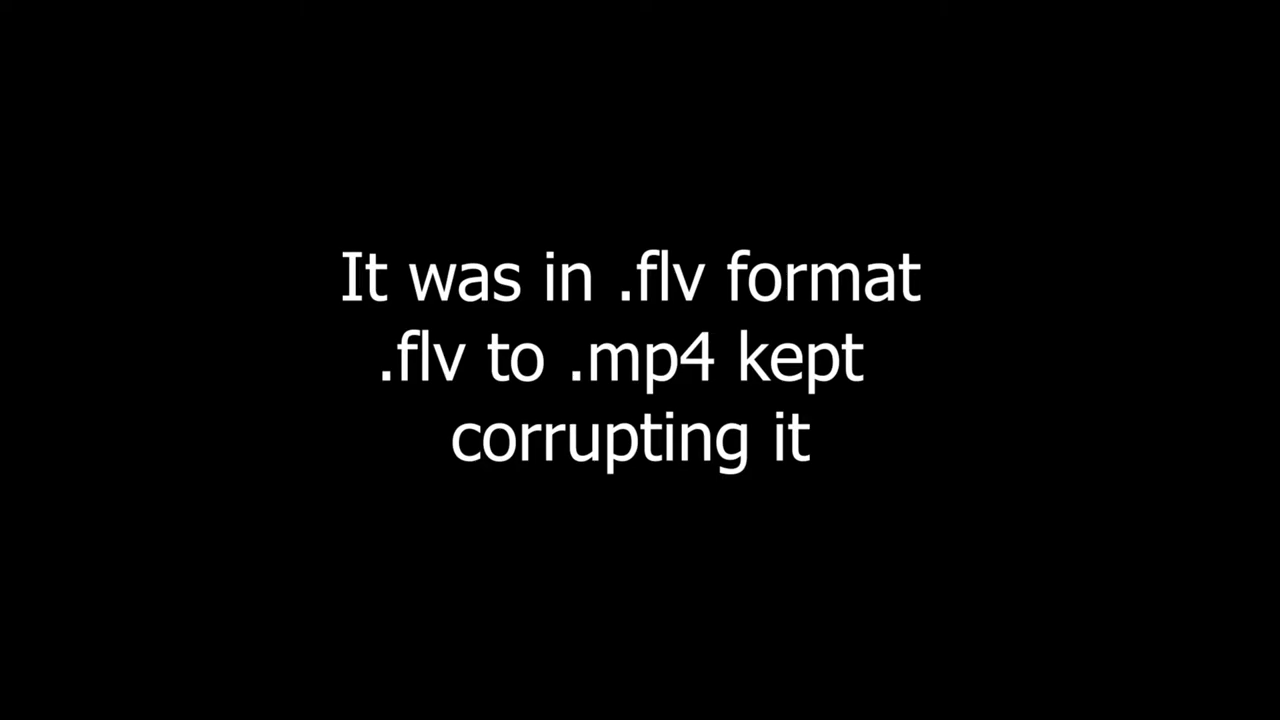 It was in .flv format
.flv to .mp4 kept
corrupting it